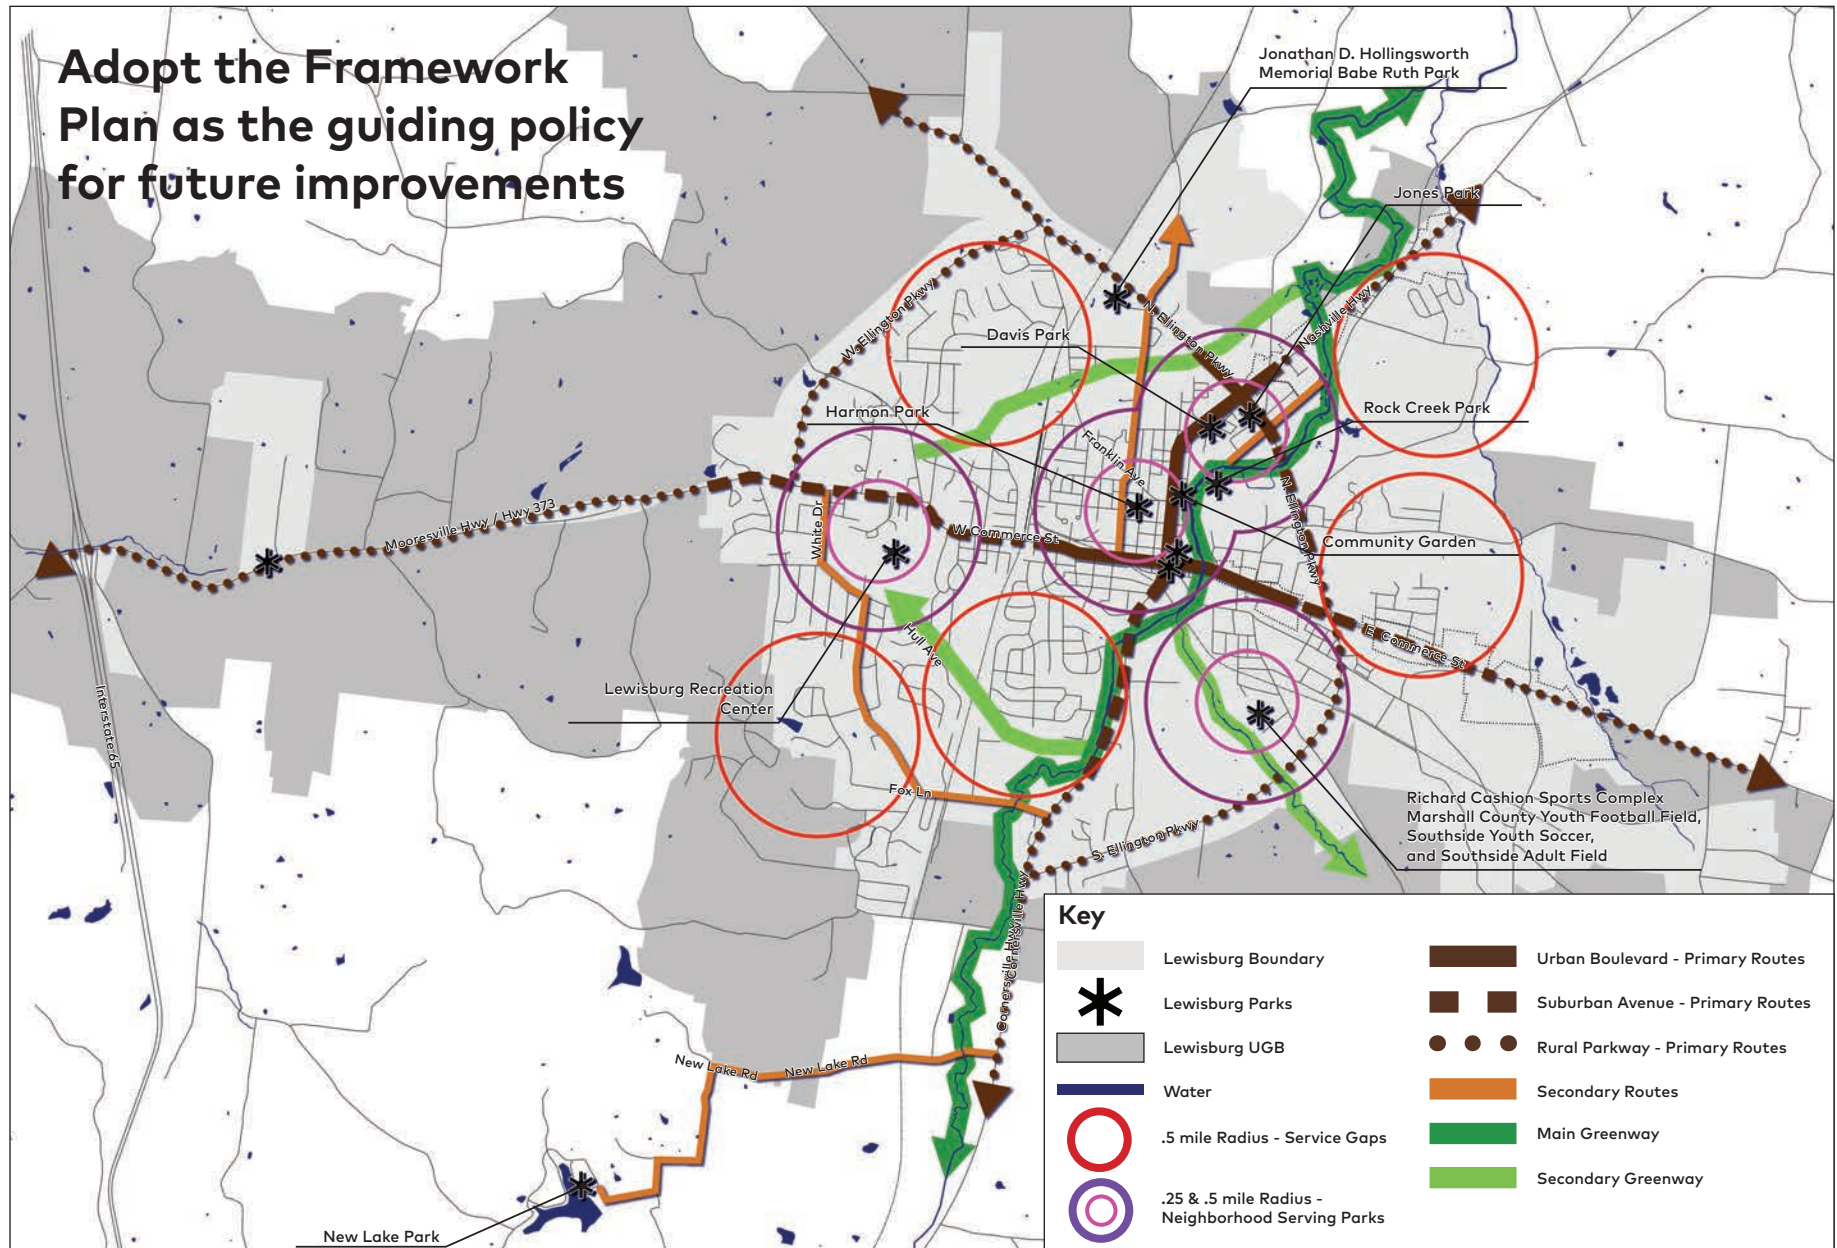 Adopt the Framework
Plan as the guiding policy
for future improvements
Jonathan D. Hollingsworth
Memorial Babe Ruth Park
Jones Park
W. Ellington Pkwy
N. Ellington Pkwy
Nashville Hwy
Davis Park
Harmon Park
Rock Creek Park
Franklin Ave
Mooresville Hwy / Hwy 373
White Dr
W Commerce St
N. Ellington Pkwy
Community Garden
Hull Ave
E. Commerce St
Interstate 65
Lewisburg Recreation
Center
Fox Ln
S. Ellington Pkwy
Richard Cashion Sports Complex
Marshall County Youth Football Field,
Southside Youth Soccer,
and Southside Adult Field
Cornersville Hwy
Cornersville Hwy
New Lake Rd
New Lake Rd
New Lake Park
Key
Lewisburg Boundary
Lewisburg Parks
Lewisburg UGB
Water
.5 mile Radius - Service Gaps
.25 & .5 mile Radius -
Neighborhood Serving Parks
Urban Boulevard - Primary Routes
Suburban Avenue - Primary Routes
Rural Parkway - Primary Routes
Secondary Routes
Main Greenway
Secondary Greenway